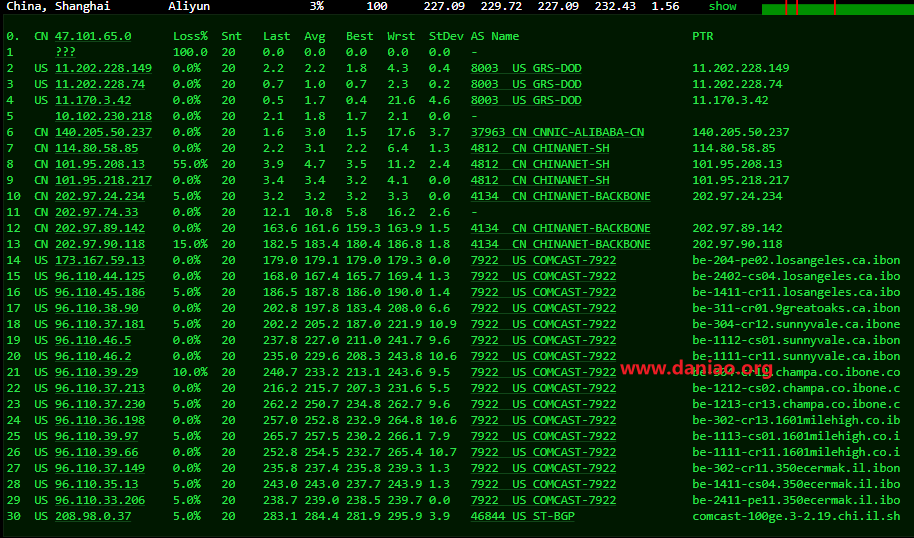 China, Shanghai Aliyun 3% 100 227.09 229.72 227.09 232.43 1.56 show
0. CN 47.101.65.0 Loss% Snt Last Avg Best Wrst StDev AS Name PTR
1 ??? 100.0 20 0.0 0.0 0.0 0.0 0.0 -
2 US 11.202.228.149 0.0% 20 2.2 2.2 1.8 4.3 0.4 8003 US GRS-DOD 11.202.228.149
3 US 11.202.228.74 0.0% 20 0.7 1.0 0.7 2.3 0.2 8003 US GRS-DOD 11.202.228.74
4 US 11.170.3.42 0.0% 20 0.5 1.7 0.4 21.6 4.6 8003 US GRS-DOD 11.170.3.42
5 10.102.230.218 0.0% 20 2.1 1.8 1.7 2.1 0.0 -
6 CN 140.205.50.237 0.0% 20 1.6 3.0 1.5 17.6 3.7 37963 CN CNNIC-ALIBABA-CN 140.205.50.237
7 CN 114.80.58.85 0.0% 20 2.2 3.1 2.2 6.4 1.3 4812 CN CHINANET-SH 114.80.58.85
8 CN 101.95.208.13 55.0% 20 3.9 4.7 3.5 11.2 2.4 4812 CN CHINANET-SH 101.95.208.13
9 CN 101.95.218.217 0.0% 20 3.4 3.4 3.2 4.1 0.0 4812 CN CHINANET-SH 101.95.218.217
10 CN 202.97.24.234 5.0% 20 3.2 3.2 3.2 3.3 0.0 4134 CN CHINANET-BACKBONE 202.97.24.234
11 CN 202.97.74.33 0.0% 20 12.1 10.8 5.8 16.2 2.6 -
12 CN 202.97.89.142 0.0% 20 163.6 161.6 159.3 163.9 1.5 4134 CN CHINANET-BACKBONE 202.97.89.142
13 CN 202.97.90.118 15.0% 20 182.5 183.4 180.4 186.8 1.8 4134 CN CHINANET-BACKBONE 202.97.90.118
14 US 173.167.59.13 0.0% 20 179.0 179.1 179.0 179.3 0.0 7922 US COMCAST-7922 be-204-pe02.losangeles.ca.ibon
15 US 96.110.44.125 0.0% 20 168.0 167.4 165.7 169.4 1.3 7922 US COMCAST-7922 be-2402-cs04.losangeles.ca.ibo
16 US 96.110.45.186 5.0% 20 186.5 187.8 186.0 190.0 1.4 7922 US COMCAST-7922 be-1411-cr11.losangeles.ca.ibo
17 US 96.110.38.90 0.0% 20 202.8 197.8 183.4 208.0 6.6 7922 US COMCAST-7922 be-311-cr01.9greatoaks.ca.ibon
18 US 96.110.37.181 5.0% 20 202.2 205.2 187.0 221.9 10.9 7922 US COMCAST-7922 be-304-cr12.sunnyvale.ca.ibone
19 US 96.110.46.5 0.0% 20 237.8 227.0 211.0 241.7 9.6 7922 US COMCAST-7922 be-1112-cs01.sunnyvale.ca.ibon
20 US 96.110.46.2 0.0% 20 235.0 229.6 208.3 243.8 10.6 7922 US COMCAST-7922 be-1111-cr11.sunnyvale.ca.ibon
www.daniao.org
21 US 96.110.39.29 10.0% 20 240.7 233.2 213.1 243.6 9.5 7922 US COMCAST-7922 champa.co.ibone.co
22 US 96.110.37.213 0.0% 20 216.2 215.7 207.3 231.6 5.5 7922 US COMCAST-7922 be-1212-cs02.champa.co.ibone.c
23 US 96.110.37.230 5.0% 20 262.2 250.7 234.8 262.7 9.6 7922 US COMCAST-7922 be-1213-cr13.champa.co.ibone.c
24 US 96.110.36.198 0.0% 20 257.0 252.8 232.9 264.8 10.6 7922 US COMCAST-7922 be-302-cr13.1601milehigh.co.ib
25 US 96.110.39.97 5.0% 20 265.7 257.5 230.2 266.1 7.9 7922 US COMCAST-7922 be-1113-cs01.1601milehigh.co.i
26 US 96.110.39.66 0.0% 20 252.8 254.5 232.7 265.4 10.7 7922 US COMCAST-7922 be-1111-cr11.1601milehigh.co.i
27 US 96.110.37.149 0.0% 20 235.8 237.4 235.8 239.3 1.3 7922 US COMCAST-7922 be-302-cr11.350ecermak.il.ibon
28 US 96.110.35.13 5.0% 20 243.0 243.0 237.7 243.9 1.3 7922 US COMCAST-7922 be-1411-cs04.350ecermak.il.ibo
29 US 96.110.33.206 5.0% 20 238.7 239.0 238.5 239.7 0.0 7922 US COMCAST-7922 be-2411-pe11.350ecermak.il.ibo
30 US 208.98.0.37 5.0% 20 283.1 284.4 281.9 295.9 3.9 46844 US ST-BGP comcast-100ge.3-2.19.chi.il.sh